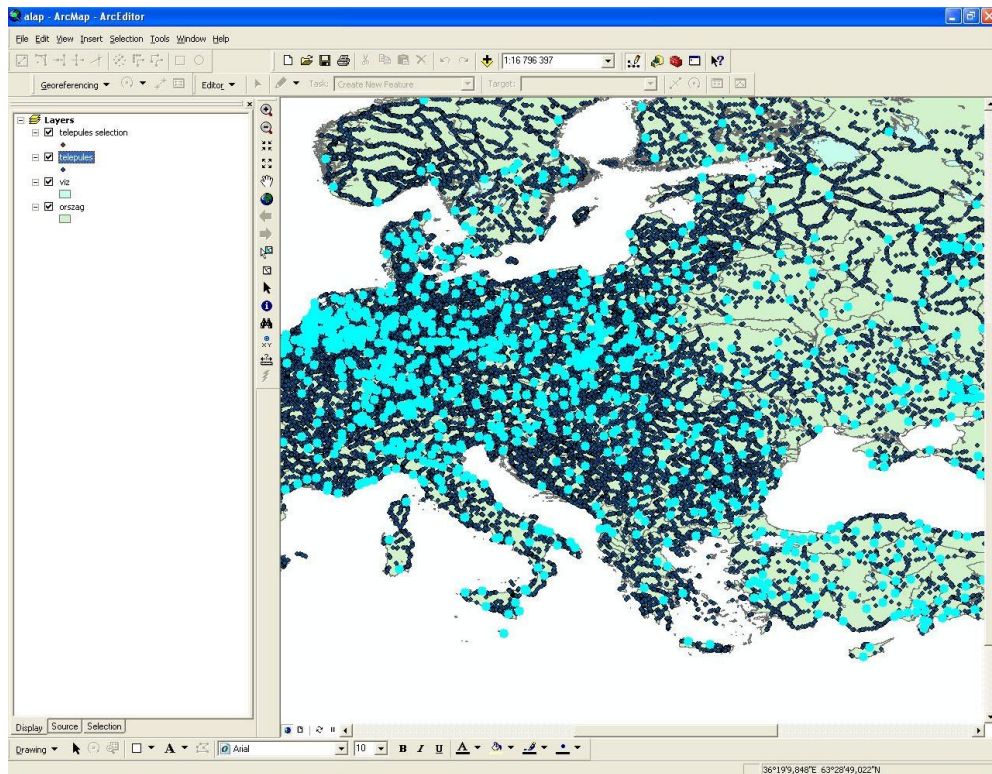 alap - ArcMap - ArcEditor
File Edit View Insert Selection Tools Window Help
1:16 796 397
Georeferencing Editor Task: Create New Feature Target:
Layers
telepules selection
telepules
viz
orszag
XY
Display Source Selection
Drawing A Arial 10 B I U A
36°19'9,848"E 63°28'49,022"N